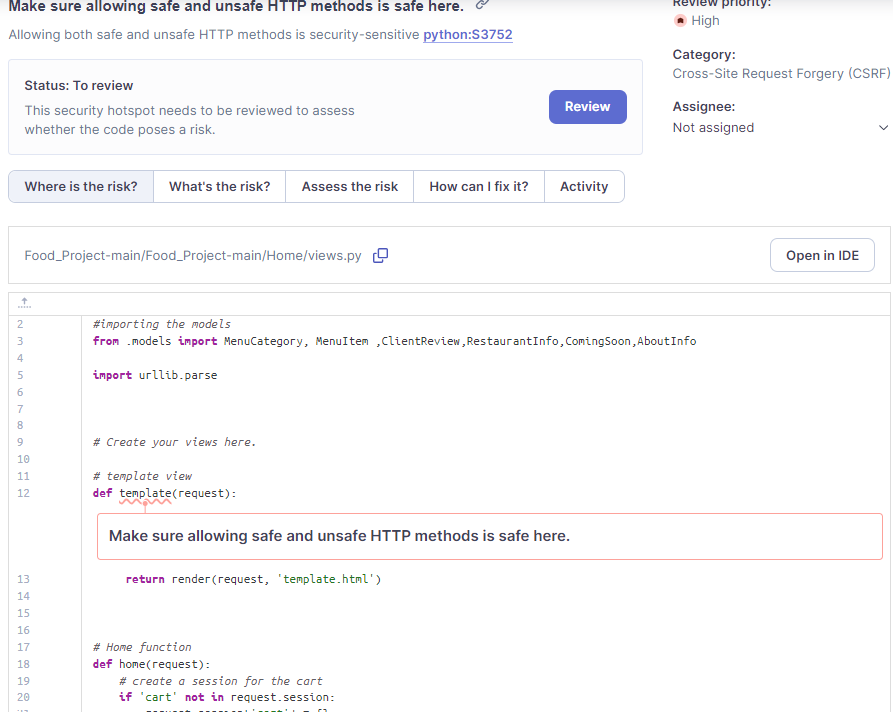 Make sure allowing safe and unsafe HTTP methods is safe here.
Allowing both safe and unsafe HTTP methods is security-sensitive python:S3752
Review priority:
High
Category:
Cross-Site Request Forgery (CSRF)
Assignee:
Not assigned
Status: To review
This security hotspot needs to be reviewed to assess
whether the code poses a risk.
Review
Where is the risk? What's the risk? Assess the risk How can I fix it? Activity
Food_Project-main/Food_Project-main/Home/views.py
Open in IDE
2 #importing the models
3 from .models import MenuCategory, MenuItem ,ClientReview,RestaurantInfo,ComingSoon,AboutInfo
4
5 import urllib.parse
6
7
8
9 # Create your views here.
10
11 # template view
12 def template(request):
Make sure allowing safe and unsafe HTTP methods is safe here.
13 return render(request, 'template.html')
14
15
16
17 # Home function
18 def home(request):
19 # create a session for the cart
20 if 'cart' not in request.session: